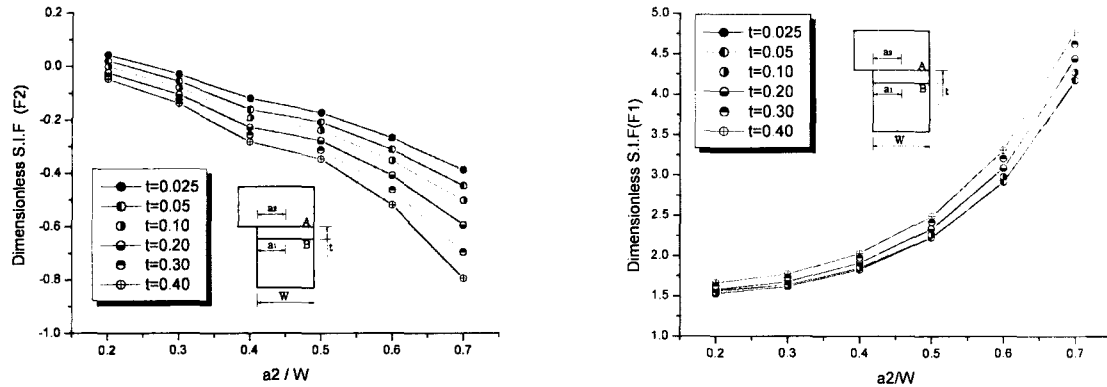 Dimensionless S.I.F (F2)
0.0
-0.2
-0.4
-0.6
-0.8
-1.0
t=0.025
t=0.05
t=0.10
t=0.20
t=0.30
t=0.40
a₂
A
B
t
a₁
W
0.2 0.3 0.4 0.5 0.6 0.7
a2 / W
Dimensionless S.I.F(F1)
5.0
4.5
4.0
3.5
3.0
2.5
2.0
1.5
1.0
t=0.025
t=0.05
t=0.10
t=0.20
t=0.30
t=0.40
a₂
A
B
t
a₁
W
0.2 0.3 0.4 0.5 0.6 0.7
a2/W